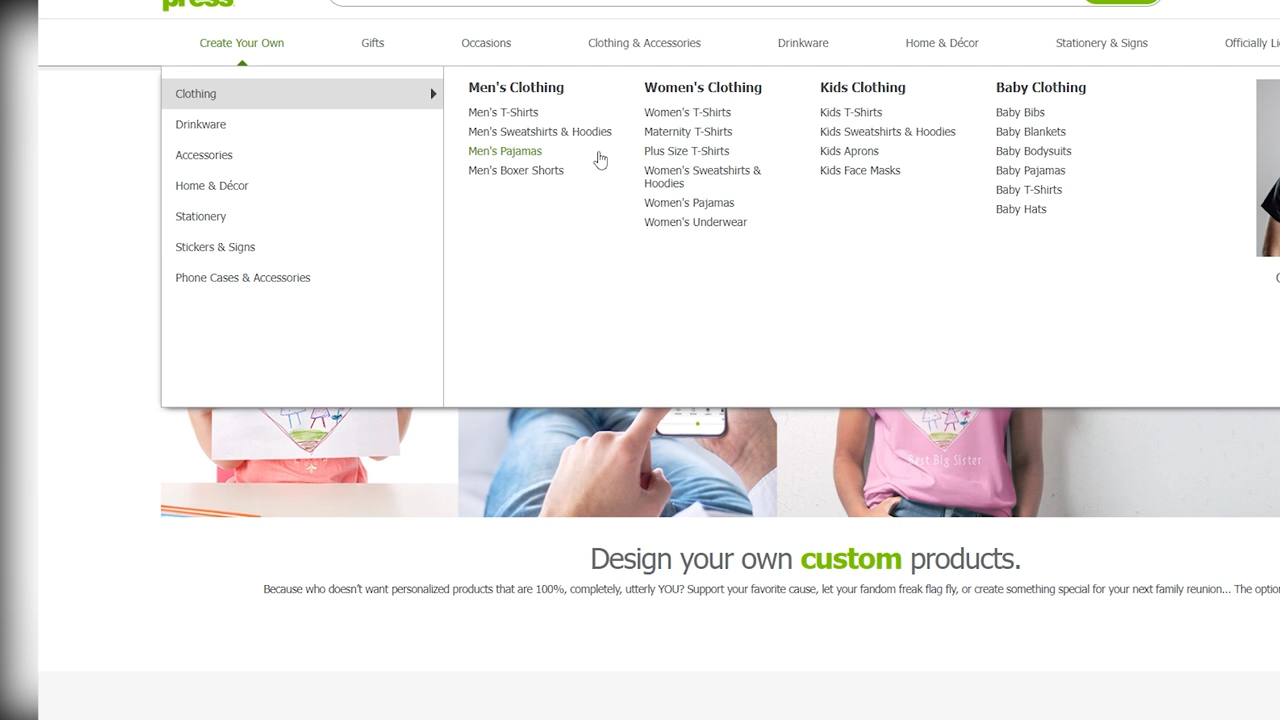 press
Create Your Own
Gifts
Occasions
Clothing & Accessories
Drinkware
Home & Décor
Stationery & Signs
Officially Li
Clothing
Drinkware
Accessories
Home & Décor
Stationery
Stickers & Signs
Phone Cases & Accessories
Men's Clothing
Men's T-Shirts
Men's Sweatshirts & Hoodies
Men's Pajamas
Men's Boxer Shorts
Women's Clothing
Women's T-Shirts
Maternity T-Shirts
Plus Size T-Shirts
Women's Sweatshirts &
Hoodies
Women's Pajamas
Women's Underwear
Kids Clothing
Kids T-Shirts
Kids Sweatshirts & Hoodies
Kids Aprons
Kids Face Masks
Baby Clothing
Baby Bibs
Baby Blankets
Baby Bodysuits
Baby Pajamas
Baby T-Shirts
Baby Hats
Best Big Sister
Design your own custom products.
Because who doesn't want personalized products that are 100%, completely, utterly YOU? Support your favorite cause, let your fandom freak flag fly, or create something special for your next family reunion... The optio